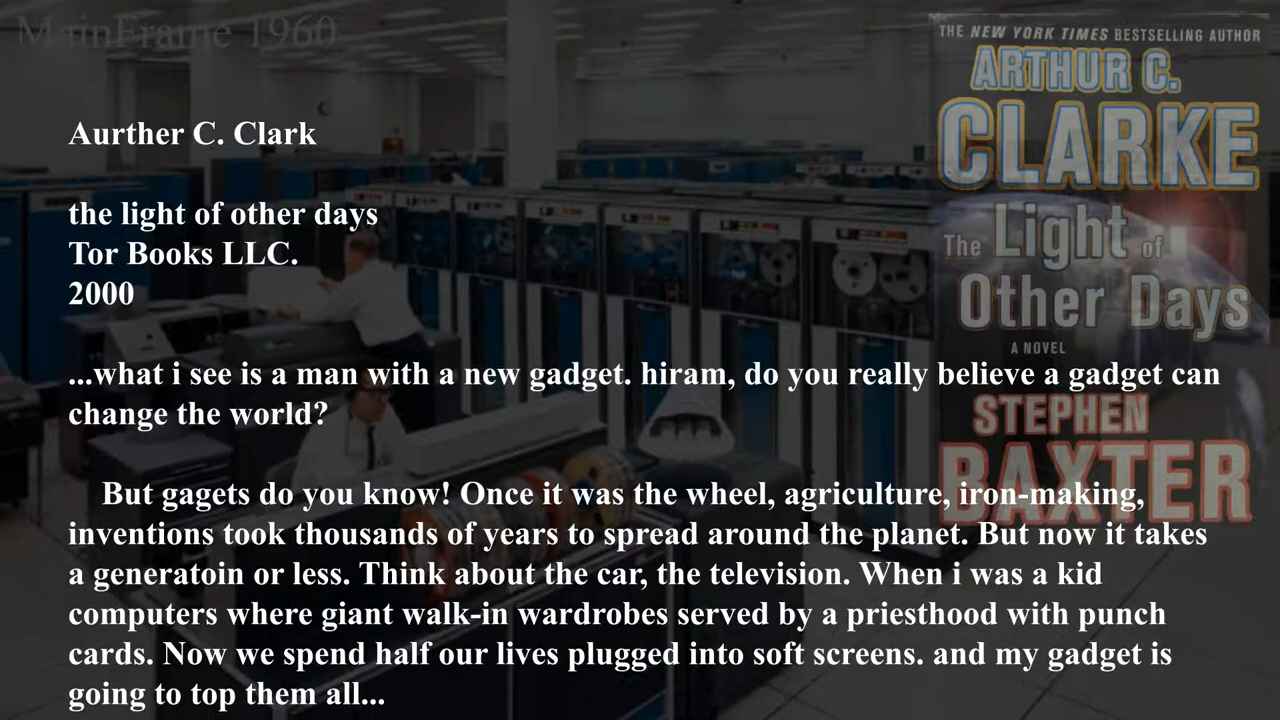 MainFrame 1960
THE NEW YORK TIMES BESTSELLING AUTHOR
ARTHUR C.
CLARKE
The Light of
Other Days
A NOVEL
STEPHEN
BAXTER
Aurther C. Clark
the light of other days
Tor Books LLC.
2000
...what i see is a man with a new gadget. hiram, do you really believe a gadget can
change the world?
But gagets do you know! Once it was the wheel, agriculture, iron-making,
inventions took thousands of years to spread around the planet. But now it takes
a generatoin or less. Think about the car, the television. When i was a kid
computers where giant walk-in wardrobes served by a priesthood with punch
cards. Now we spend half our lives plugged into soft screens. and my gadget is
going to top them all...